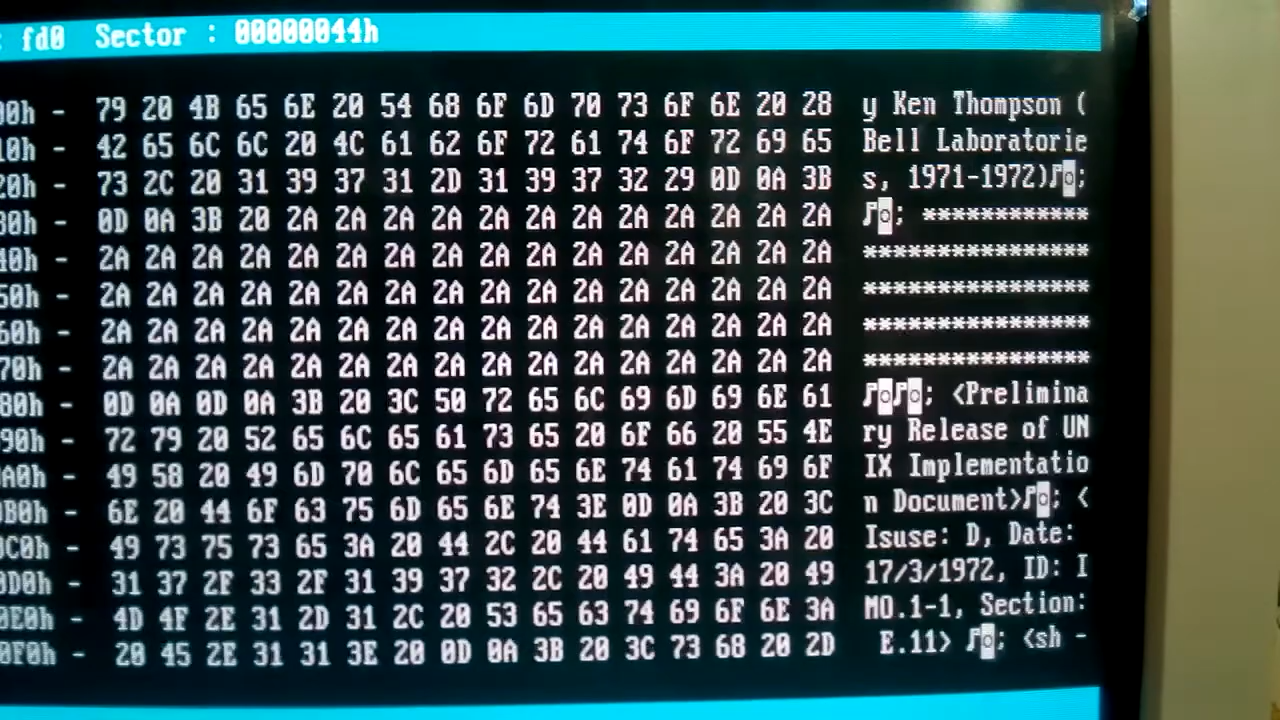 : fd0 Sector : 00000044h
00h - 79 20 4B 65 6E 20 54 68 6F 6D 70 73 6F 6E 20 28 y Ken Thompson (
10h - 42 65 6C 6C 20 4C 61 62 6F 72 61 74 6F 72 69 65 Bell Laboratorie
20h - 73 2C 20 31 39 37 31 2D 31 39 37 32 29 0D 0A 3B s, 1971-1972)♪◙;
30h - 0D 0A 3B 20 2A 2A 2A 2A 2A 2A 2A 2A 2A 2A 2A 2A ♪◙; ************
40h - 2A 2A 2A 2A 2A 2A 2A 2A 2A 2A 2A 2A 2A 2A 2A 2A ****************
50h - 2A 2A 2A 2A 2A 2A 2A 2A 2A 2A 2A 2A 2A 2A 2A 2A ****************
60h - 2A 2A 2A 2A 2A 2A 2A 2A 2A 2A 2A 2A 2A 2A 2A 2A ****************
70h - 2A 2A 2A 2A 2A 2A 2A 2A 2A 2A 2A 2A 2A 2A 2A 2A ****************
80h - 0D 0A 0D 0A 3B 20 3C 50 72 65 6C 69 6D 69 6E 61 ♪◙♪◙; <Prelimina
090h - 72 79 20 52 65 6C 65 61 73 65 20 6F 66 20 55 4E ry Release of UN
0A0h - 49 58 20 49 6D 70 6C 65 6D 65 6E 74 61 74 69 6F IX Implementatio
0B0h - 6E 20 44 6F 63 75 6D 65 6E 74 3E 0D 0A 3B 20 3C n Document>♪◙; <
0C0h - 49 73 75 73 65 3A 20 44 2C 20 44 61 74 65 3A 20 Isuse: D, Date:
0D0h - 31 37 2F 33 2F 31 39 37 32 2C 20 49 44 3A 20 49 17/3/1972, ID: I
0E0h - 4D 4F 2E 31 2D 31 2C 20 53 65 63 74 69 6F 6E 3A MO.1-1, Section:
0F0h - 20 45 2E 31 31 3E 20 0D 0A 3B 20 3C 73 68 20 2D  E.11> ♪◙; <sh -